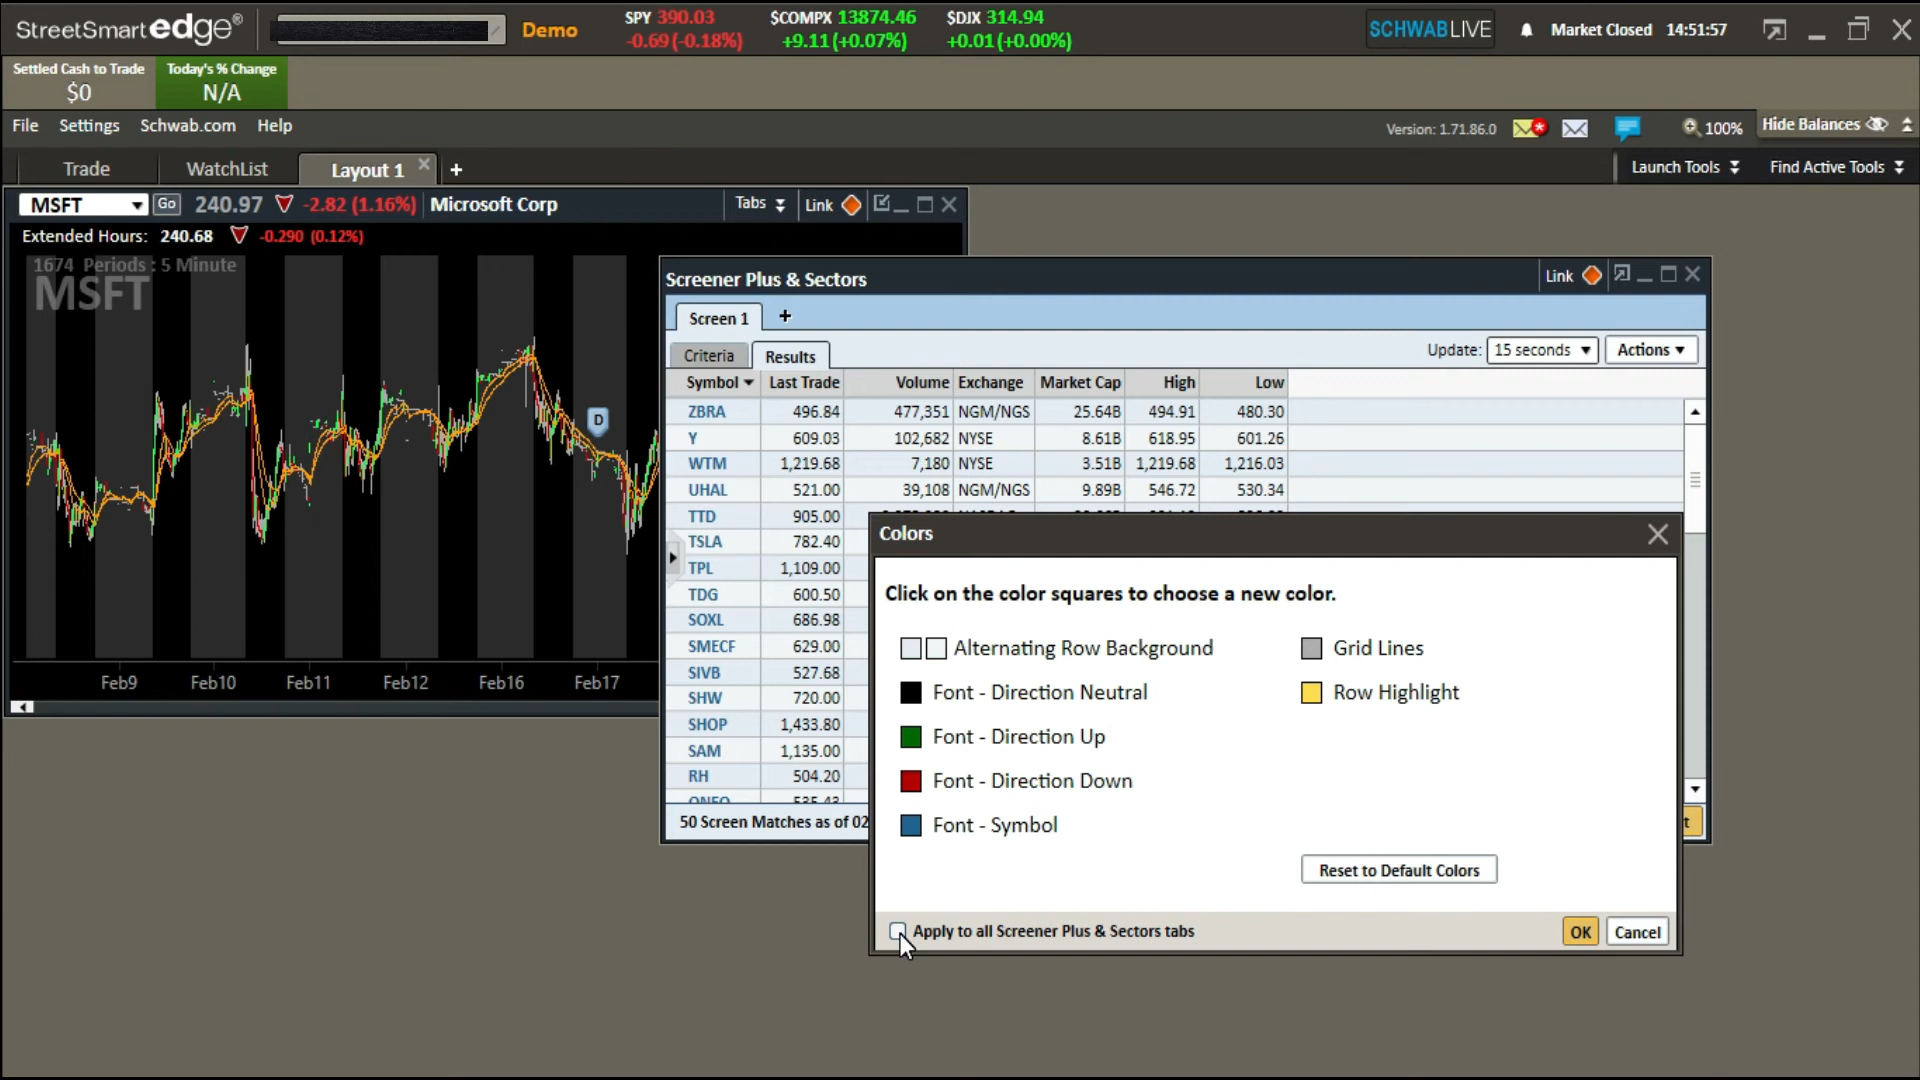 StreetSmart edge® Demo SPY 390.03 $COMPX 13874.46 $DJX 314.94 SCHWABLIVE Market Closed 14:51:57
-0.69 (-0.18%) +9.11 (+0.07%) +0.01 (+0.00%)
Settled Cash to Trade Today's % Change
$0 N/A
File Settings Schwab.com Help Version: 1.71.86.0 100% Hide Balances
Trade WatchList Layout 1 + Launch Tools Find Active Tools
MSFT Go 240.97 -2.82 (1.16%) Microsoft Corp Tabs Link
Extended Hours: 240.68 -0.290 (0.12%)
1674 Periods : 5 Minute
MSFT
D
Feb9 Feb10 Feb11 Feb12 Feb16 Feb17
Screener Plus & Sectors Link
Screen 1 +
Criteria Results Update: 15 seconds Actions
Symbol Last Trade Volume Exchange Market Cap High Low
ZBRA 496.84 477,351 NGM/NGS 25.64B 494.91 480.30
Y 609.03 102,682 NYSE 8.61B 618.95 601.26
WTM 1,219.68 7,180 NYSE 3.51B 1,219.68 1,216.03
UHAL 521.00 39,108 NGM/NGS 9.89B 546.72 530.34
TTD 905.00
TSLA 782.40
TPL 1,109.00
TDG 600.50
SOXL 686.98
SMECF 629.00
SIVB 527.68
SHW 720.00
SHOP 1,433.80
SAM 1,135.00
RH 504.20
50 Screen Matches as of 02
Colors
Click on the color squares to choose a new color.
Alternating Row Background Grid Lines
Font - Direction Neutral Row Highlight
Font - Direction Up
Font - Direction Down
Font - Symbol
Reset to Default Colors
Apply to all Screener Plus & Sectors tabs OK Cancel